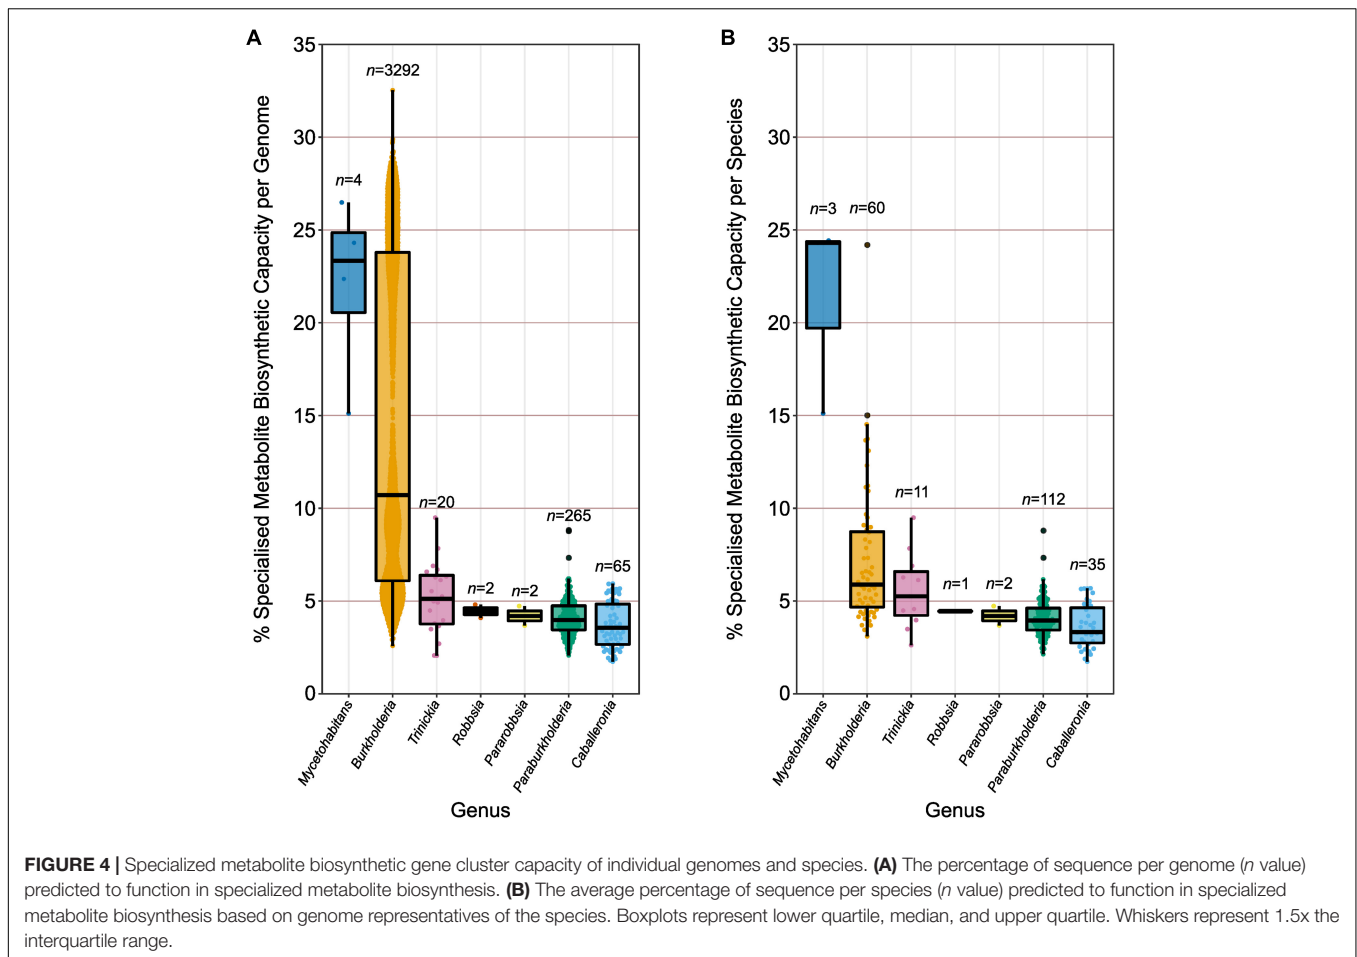 A
% Specialised Metabolite Biosynthetic Capacity per Genome
35
30
25
20
15
10
5
0
n=4
n=3292
n=20
n=2
n=2
n=265
n=65
Mycetohabitans
Burkholderia
Trinickia
Robbsia
Pararobbsia
Paraburkholderia
Caballeronia
Genus
B
% Specialised Metabolite Biosynthetic Capacity per Species
35
30
25
20
15
10
5
0
n=3
n=60
n=11
n=1
n=2
n=112
n=35
Mycetohabitans
Burkholderia
Trinickia
Robbsia
Pararobbsia
Paraburkholderia
Caballeronia
Genus
FIGURE 4 | Specialized metabolite biosynthetic gene cluster capacity of individual genomes and species. (A) The percentage of sequence per genome (n value)
predicted to function in specialized metabolite biosynthesis. (B) The average percentage of sequence per species (n value) predicted to function in specialized
metabolite biosynthesis based on genome representatives of the species. Boxplots represent lower quartile, median, and upper quartile. Whiskers represent 1.5x the
interquartile range.